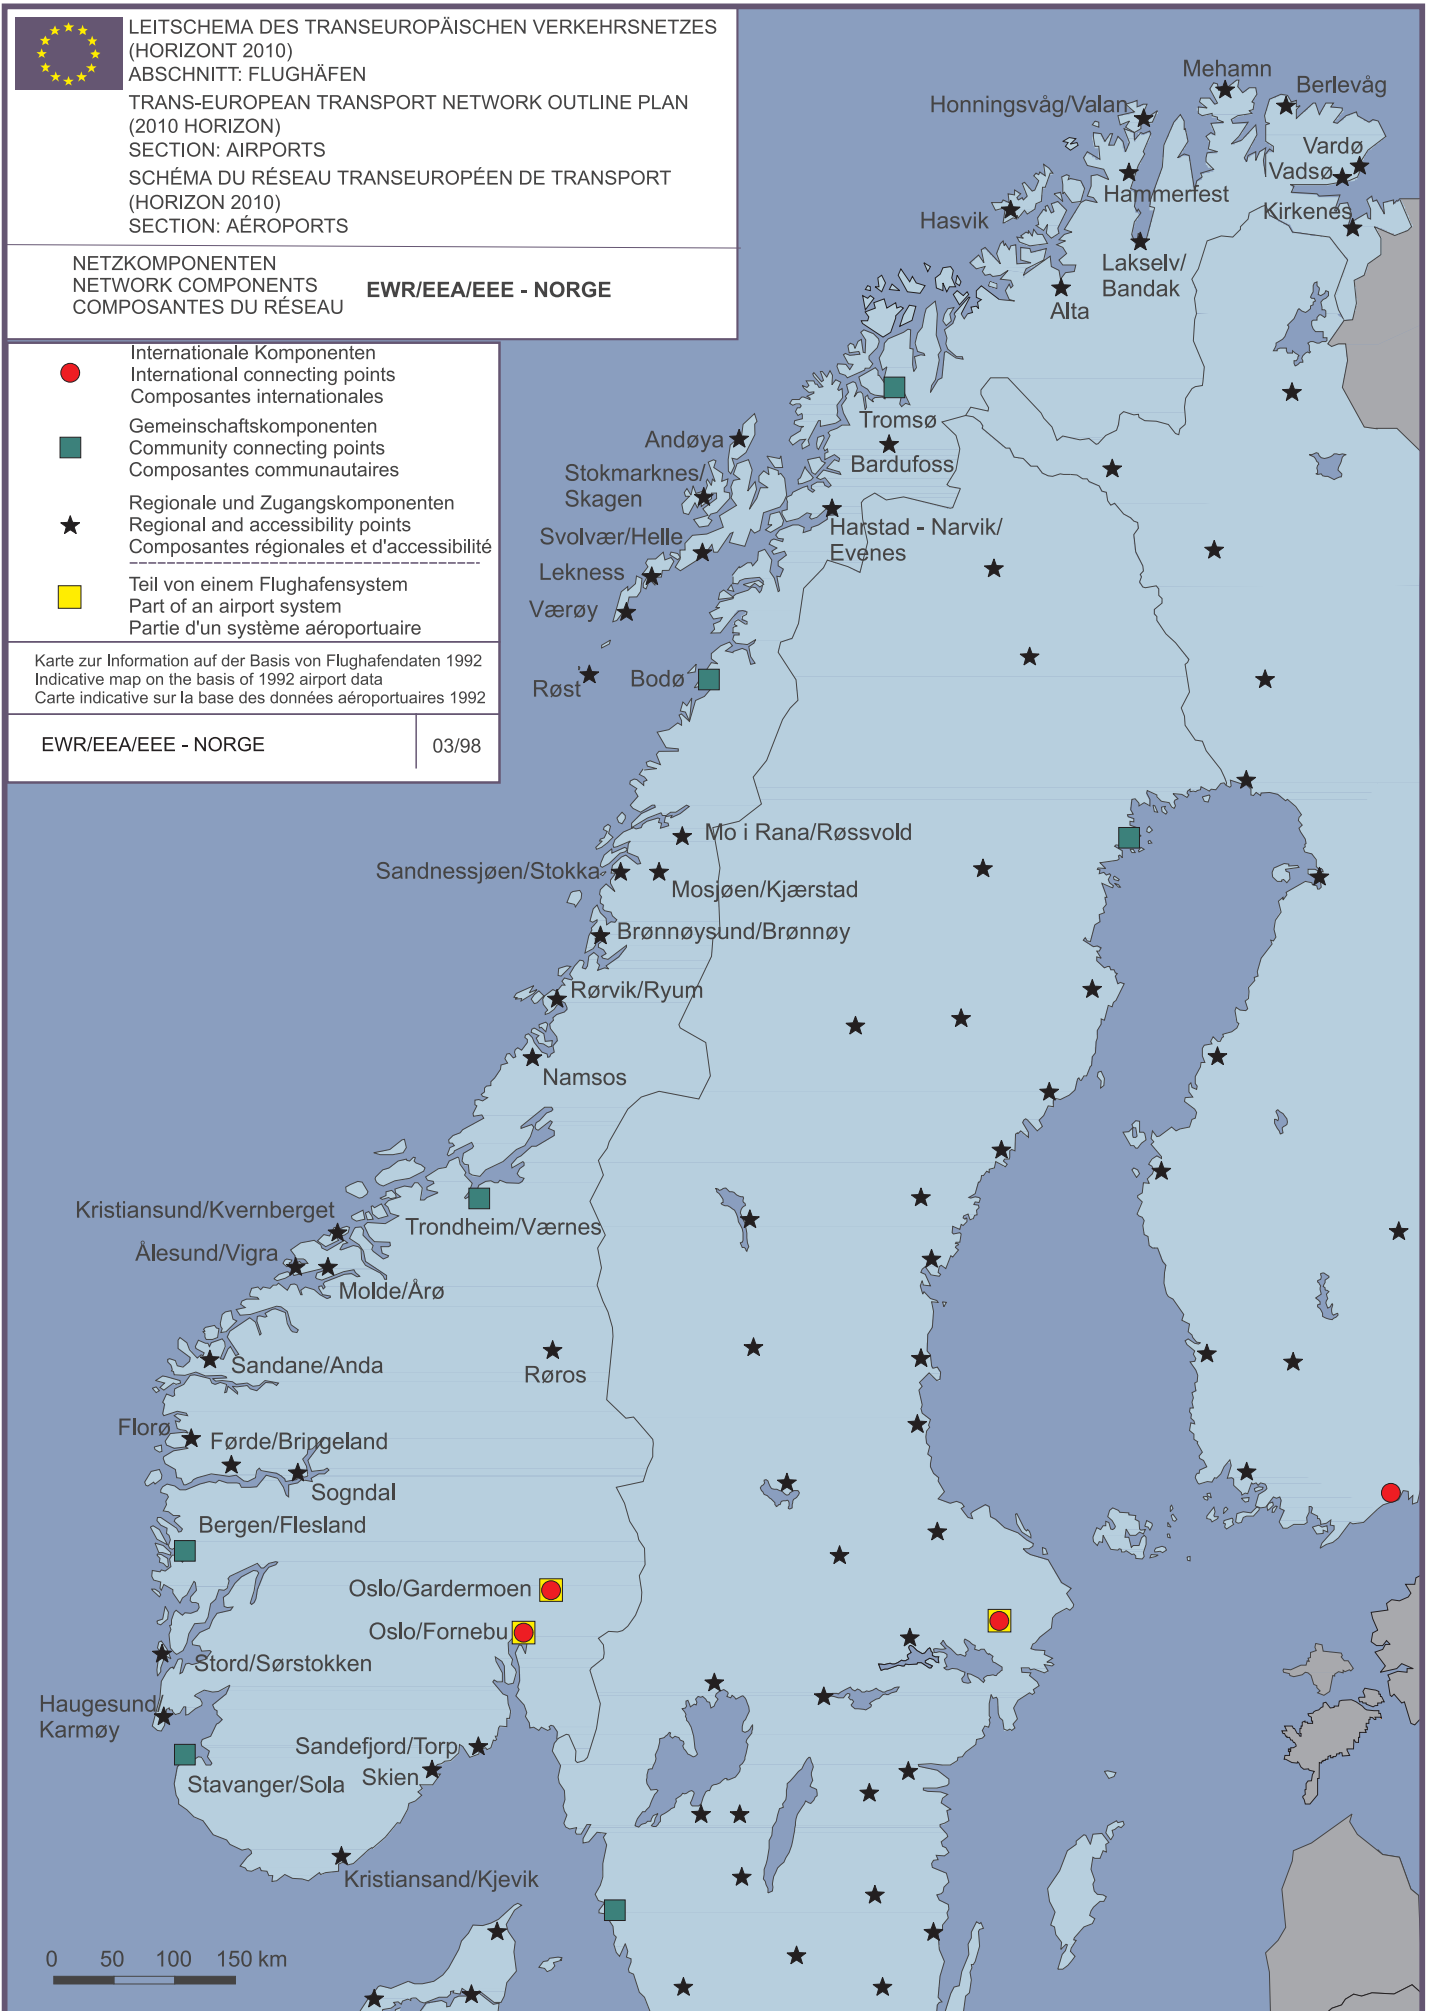 LEITSCHEMA DES TRANSEUROPÄISCHEN VERKEHRSNETZES
(HORIZONT 2010)
ABSCHNITT: FLUGHÄFEN
TRANS-EUROPEAN TRANSPORT NETWORK OUTLINE PLAN
(2010 HORIZON)
SECTION: AIRPORTS
SCHÉMA DU RÉSEAU TRANSEUROPÉEN DE TRANSPORT
(HORIZON 2010)
SECTION: AÉROPORTS
NETZKOMPONENTEN
NETWORK COMPONENTS
COMPOSANTES DU RÉSEAU
EWR/EEA/EEE - NORGE
Internationale Komponenten
International connecting points
Composantes internationales
Gemeinschaftskomponenten
Community connecting points
Composantes communautaires
Regionale und Zugangskomponenten
Regional and accessibility points
Composantes régionales et d'accessibilité
Teil von einem Flughafensystem
Part of an airport system
Partie d'un système aéroportuaire
Karte zur Information auf der Basis von Flughafendaten 1992
Indicative map on the basis of 1992 airport data
Carte indicative sur la base des données aéroportuaires 1992
EWR/EEA/EEE - NORGE
03/98
Mehamn
Berlevåg
Honningsvåg/Valan
Vardø
Vadsø
Hammerfest
Hasvik
Kirkenes
Lakselv/
Bandak
Alta
Tromsø
Andøya
Bardufoss
Stokmarknes/
Skagen
Harstad - Narvik/
Evenes
Svolvær/Helle
Lekness
Værøy
Røst
Bodø
Mo i Rana/Røssvold
Sandnessjøen/Stokka
Mosjøen/Kjærstad
Brønnøysund/Brønnøy
Rørvik/Ryum
Namsos
Kristiansund/Kvernberget
Trondheim/Værnes
Ålesund/Vigra
Molde/Årø
Sandane/Anda
Røros
Florø
Førde/Bringeland
Sogndal
Bergen/Flesland
Oslo/Gardermoen
Oslo/Fornebu
Stord/Sørstokken
Haugesund/
Karmøy
Sandefjord/Torp
Skien
Stavanger/Sola
Kristiansand/Kjevik
0 50 100 150 km